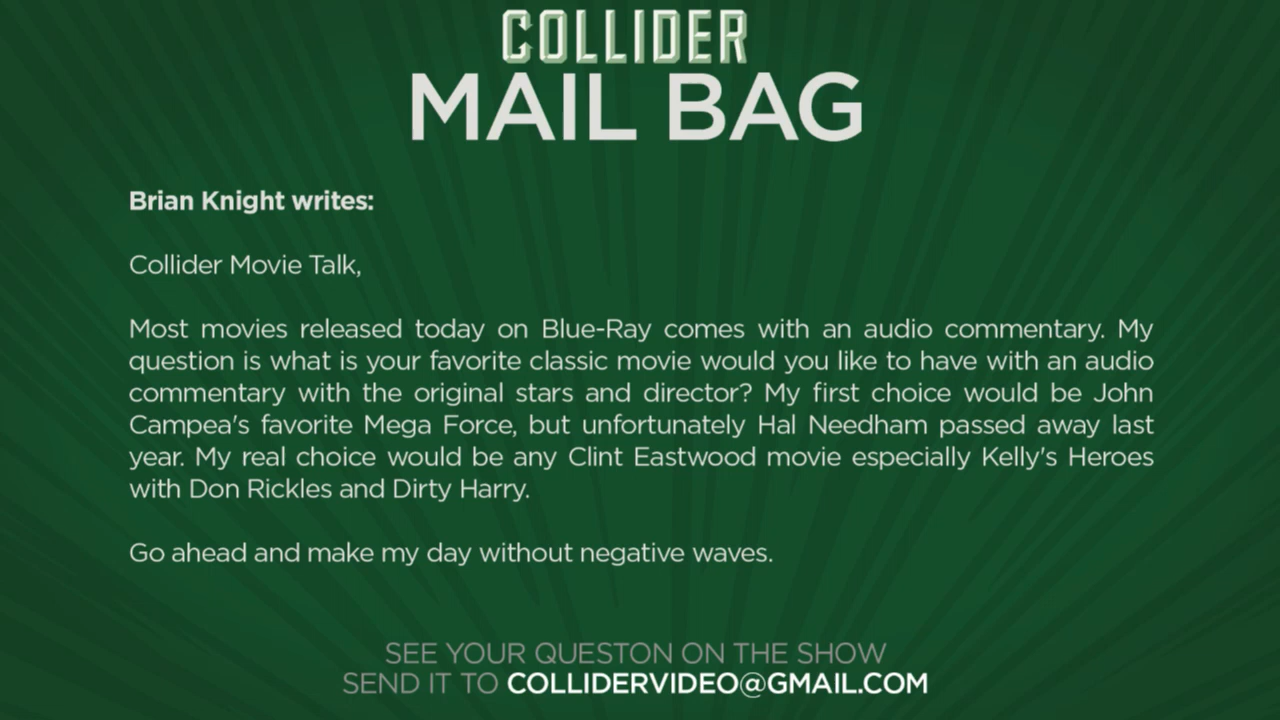 COLLIDER
MAIL BAG
Brian Knight writes:
Collider Movie Talk,
Most movies released today on Blue-Ray comes with an audio commentary. My
question is what is your favorite classic movie would you like to have with an audio
commentary with the original stars and director? My first choice would be John
Campea's favorite Mega Force, but unfortunately Hal Needham passed away last
year. My real choice would be any Clint Eastwood movie especially Kelly's Heroes
with Don Rickles and Dirty Harry.
Go ahead and make my day without negative waves.
SEE YOUR QUESTON ON THE SHOW
SEND IT TO COLLIDERVIDEO@GMAIL.COM